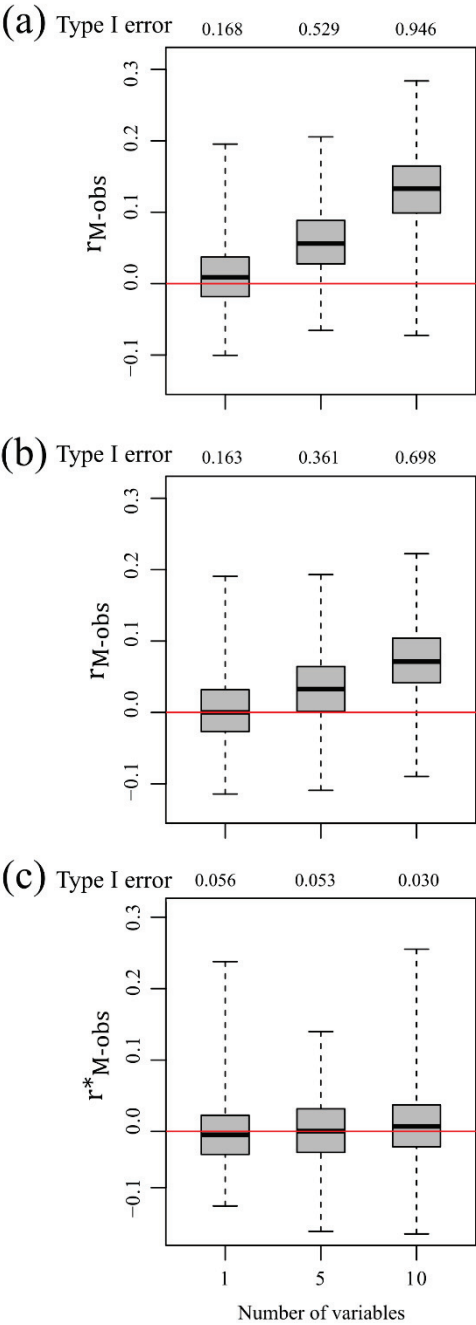 (a) Type I error 0.168 0.529 0.946
0.3
0.2
0.1
0.0
−0.1
rM-obs
(b) Type I error 0.163 0.361 0.698
0.3
0.2
0.1
0.0
−0.1
rM-obs
(c) Type I error 0.056 0.053 0.030
0.3
0.2
0.1
0.0
−0.1
r*M-obs
1 5 10
Number of variables